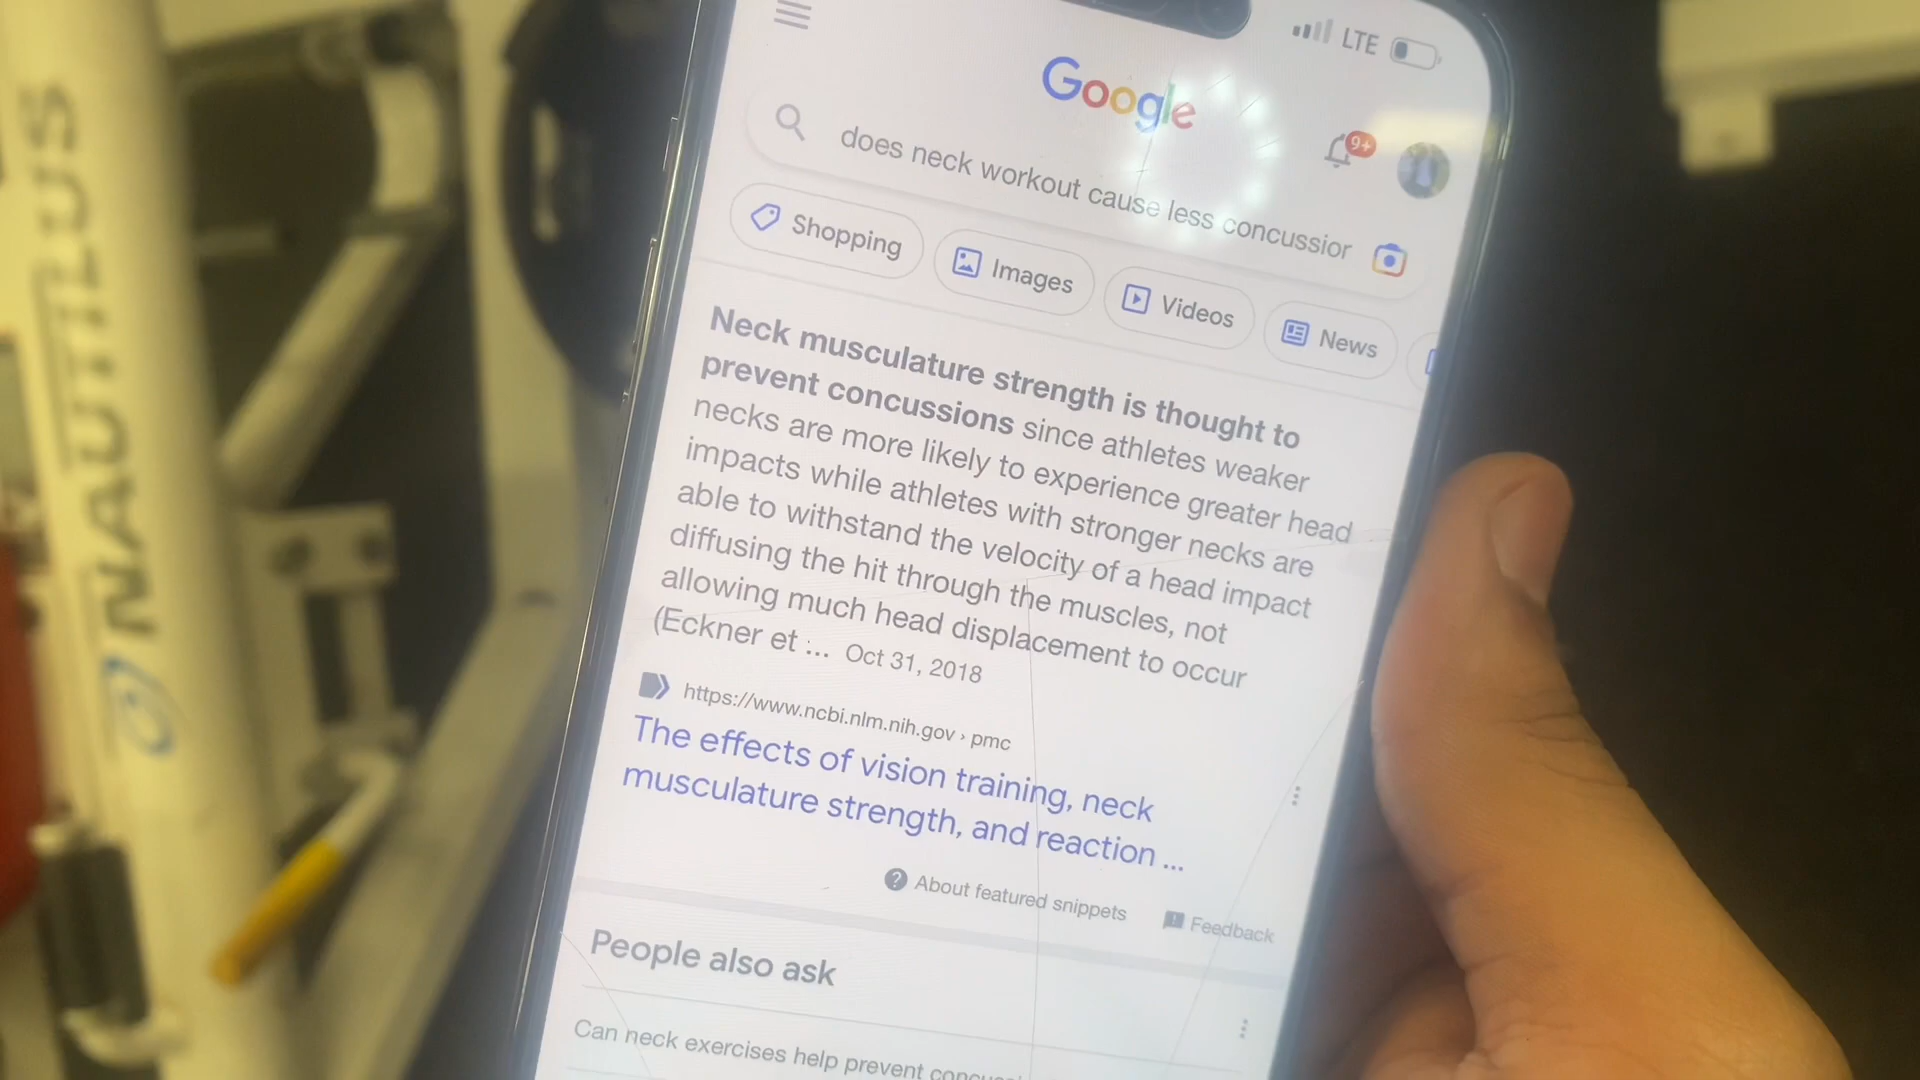 NAUTILUS
LTE
Google
9+
does neck workout cause less concussior
Shopping
Images
Videos
News
Neck musculature strength is thought to
prevent concussions since athletes weaker
necks are more likely to experience greater head
impacts while athletes with stronger necks are
able to withstand the velocity of a head impact
diffusing the hit through the muscles, not
allowing much head displacement to occur
(Eckner et ... Oct 31, 2018
https://www.ncbi.nlm.nih.gov › pmc
The effects of vision training, neck
musculature strength, and reaction ...
About featured snippets
Feedback
People also ask
Can neck exercises help prevent